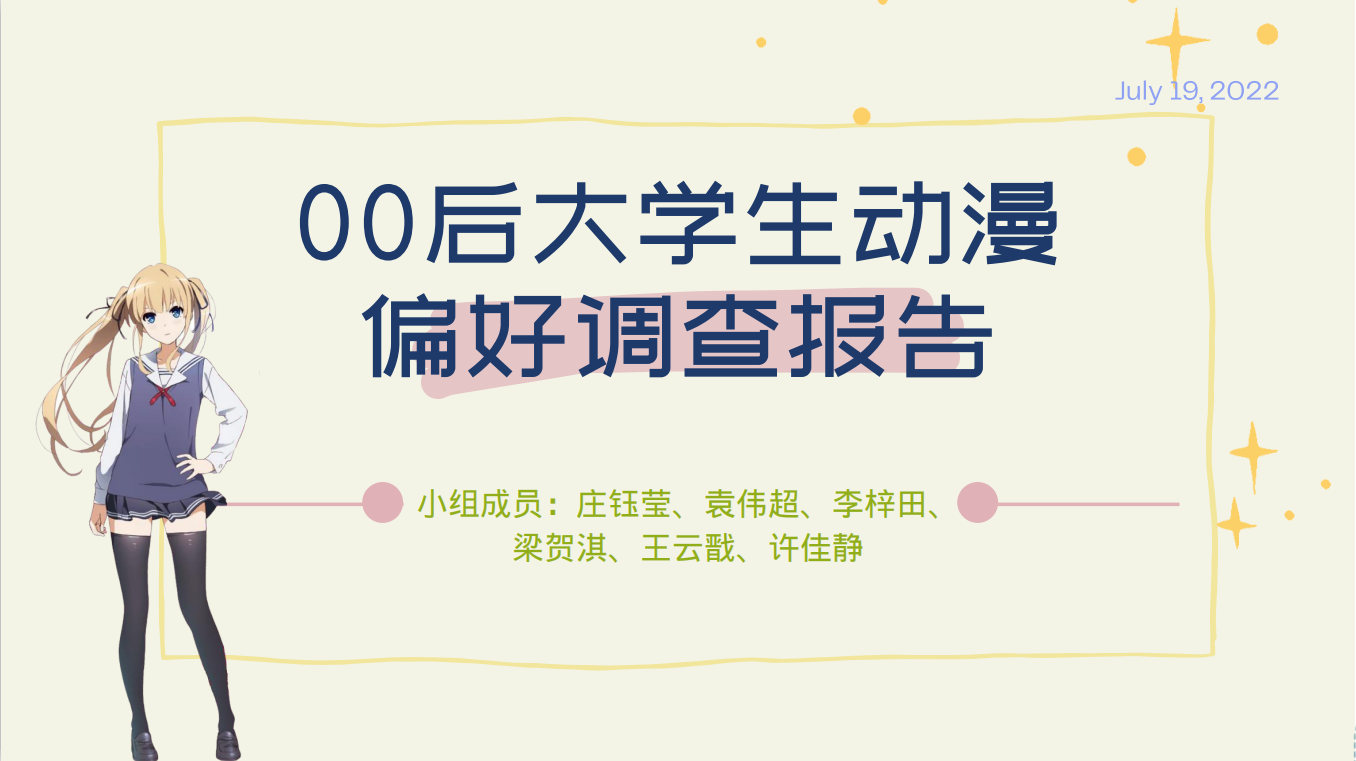 July 19, 2022
00后大学生动漫
偏好调查报告
小组成员：庄钰莹、袁伟超、李梓田、
梁贺淇、王云戬、许佳静